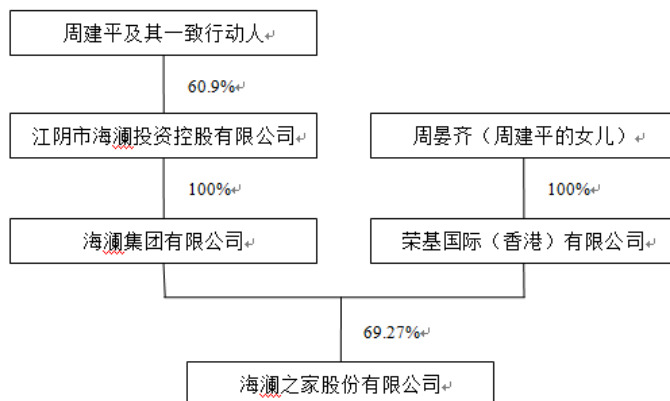 周建平及其一致行动人
60.9%
江阴市海澜投资控股有限公司
周晏齐（周建平的女儿）
100%
100%
海澜集团有限公司
荣基国际（香港）有限公司
69.27%
海澜之家股份有限公司